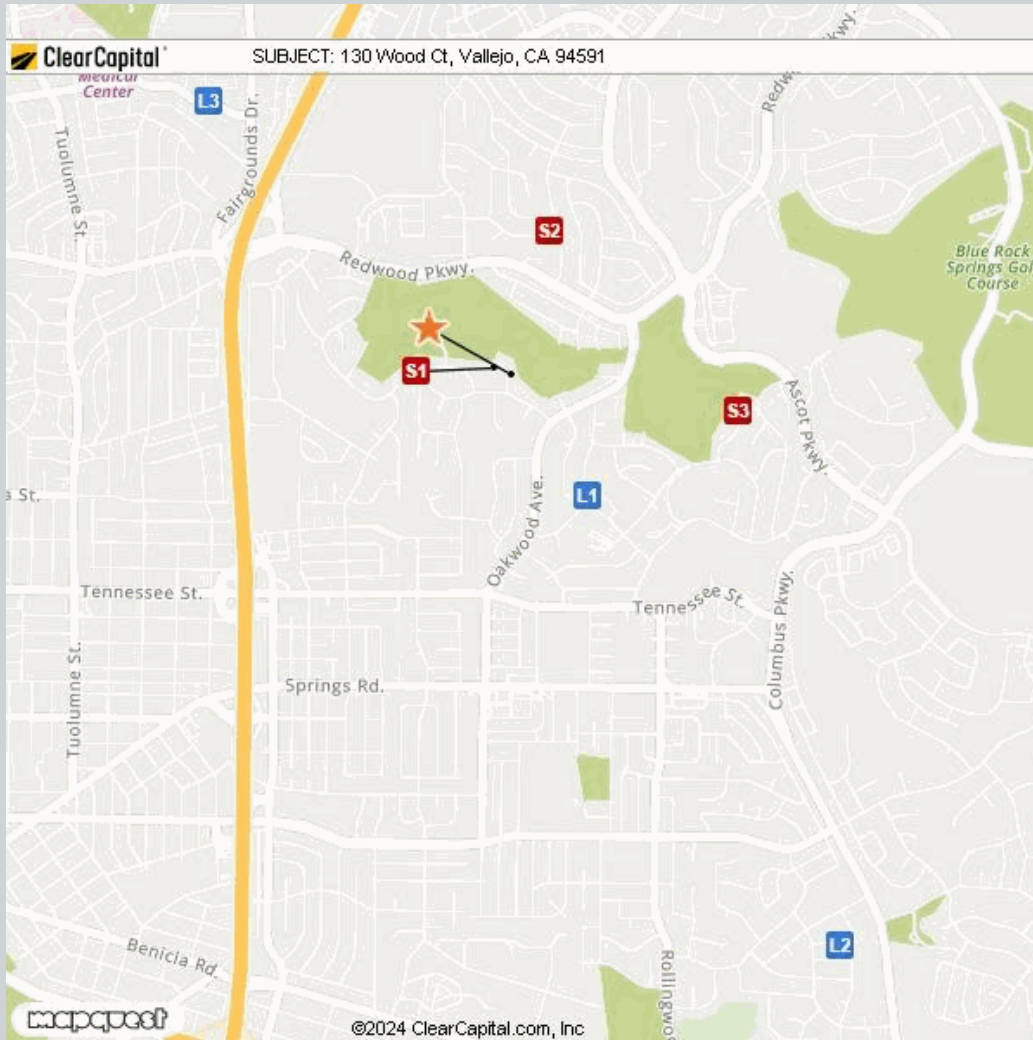 ClearCapital
SUBJECT: 130 Wood Ct, Vallejo, CA 94591
Medical
Center
L3
Fairgrounds Dr.
Tuolumne St.
S2
Redwood Pkwy.
Blue Rock
Springs Gol
Course
S1
S3
Ascot Pkwy.
L1
Oakwood Ave.
Tennessee St.
Tennessee St.
Columbus Pkwy.
Springs Rd.
Tuolumne St.
L2
Benicia Rd.
mapquest
©2024 ClearCapital.com, Inc